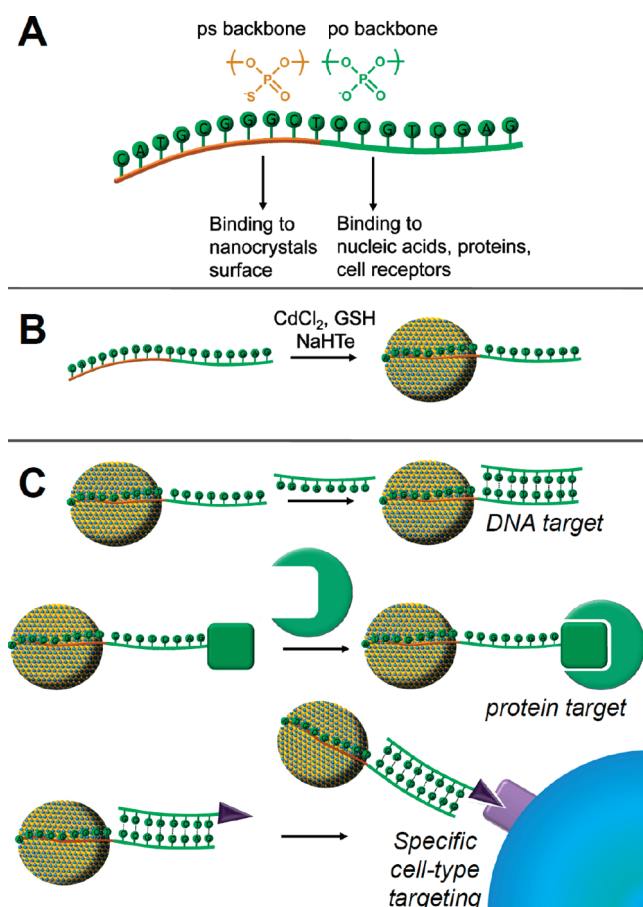 A
ps backbone po backbone
O O O O
P P
⁻S O ⁻O O
C A T G C G G G C T C C G T C G A G
Binding to
nanocrystals
surface
Binding to
nucleic acids, proteins,
cell receptors
B
CdCl₂, GSH
NaHTe
C
DNA target
protein target
Specific
cell-type
targeting